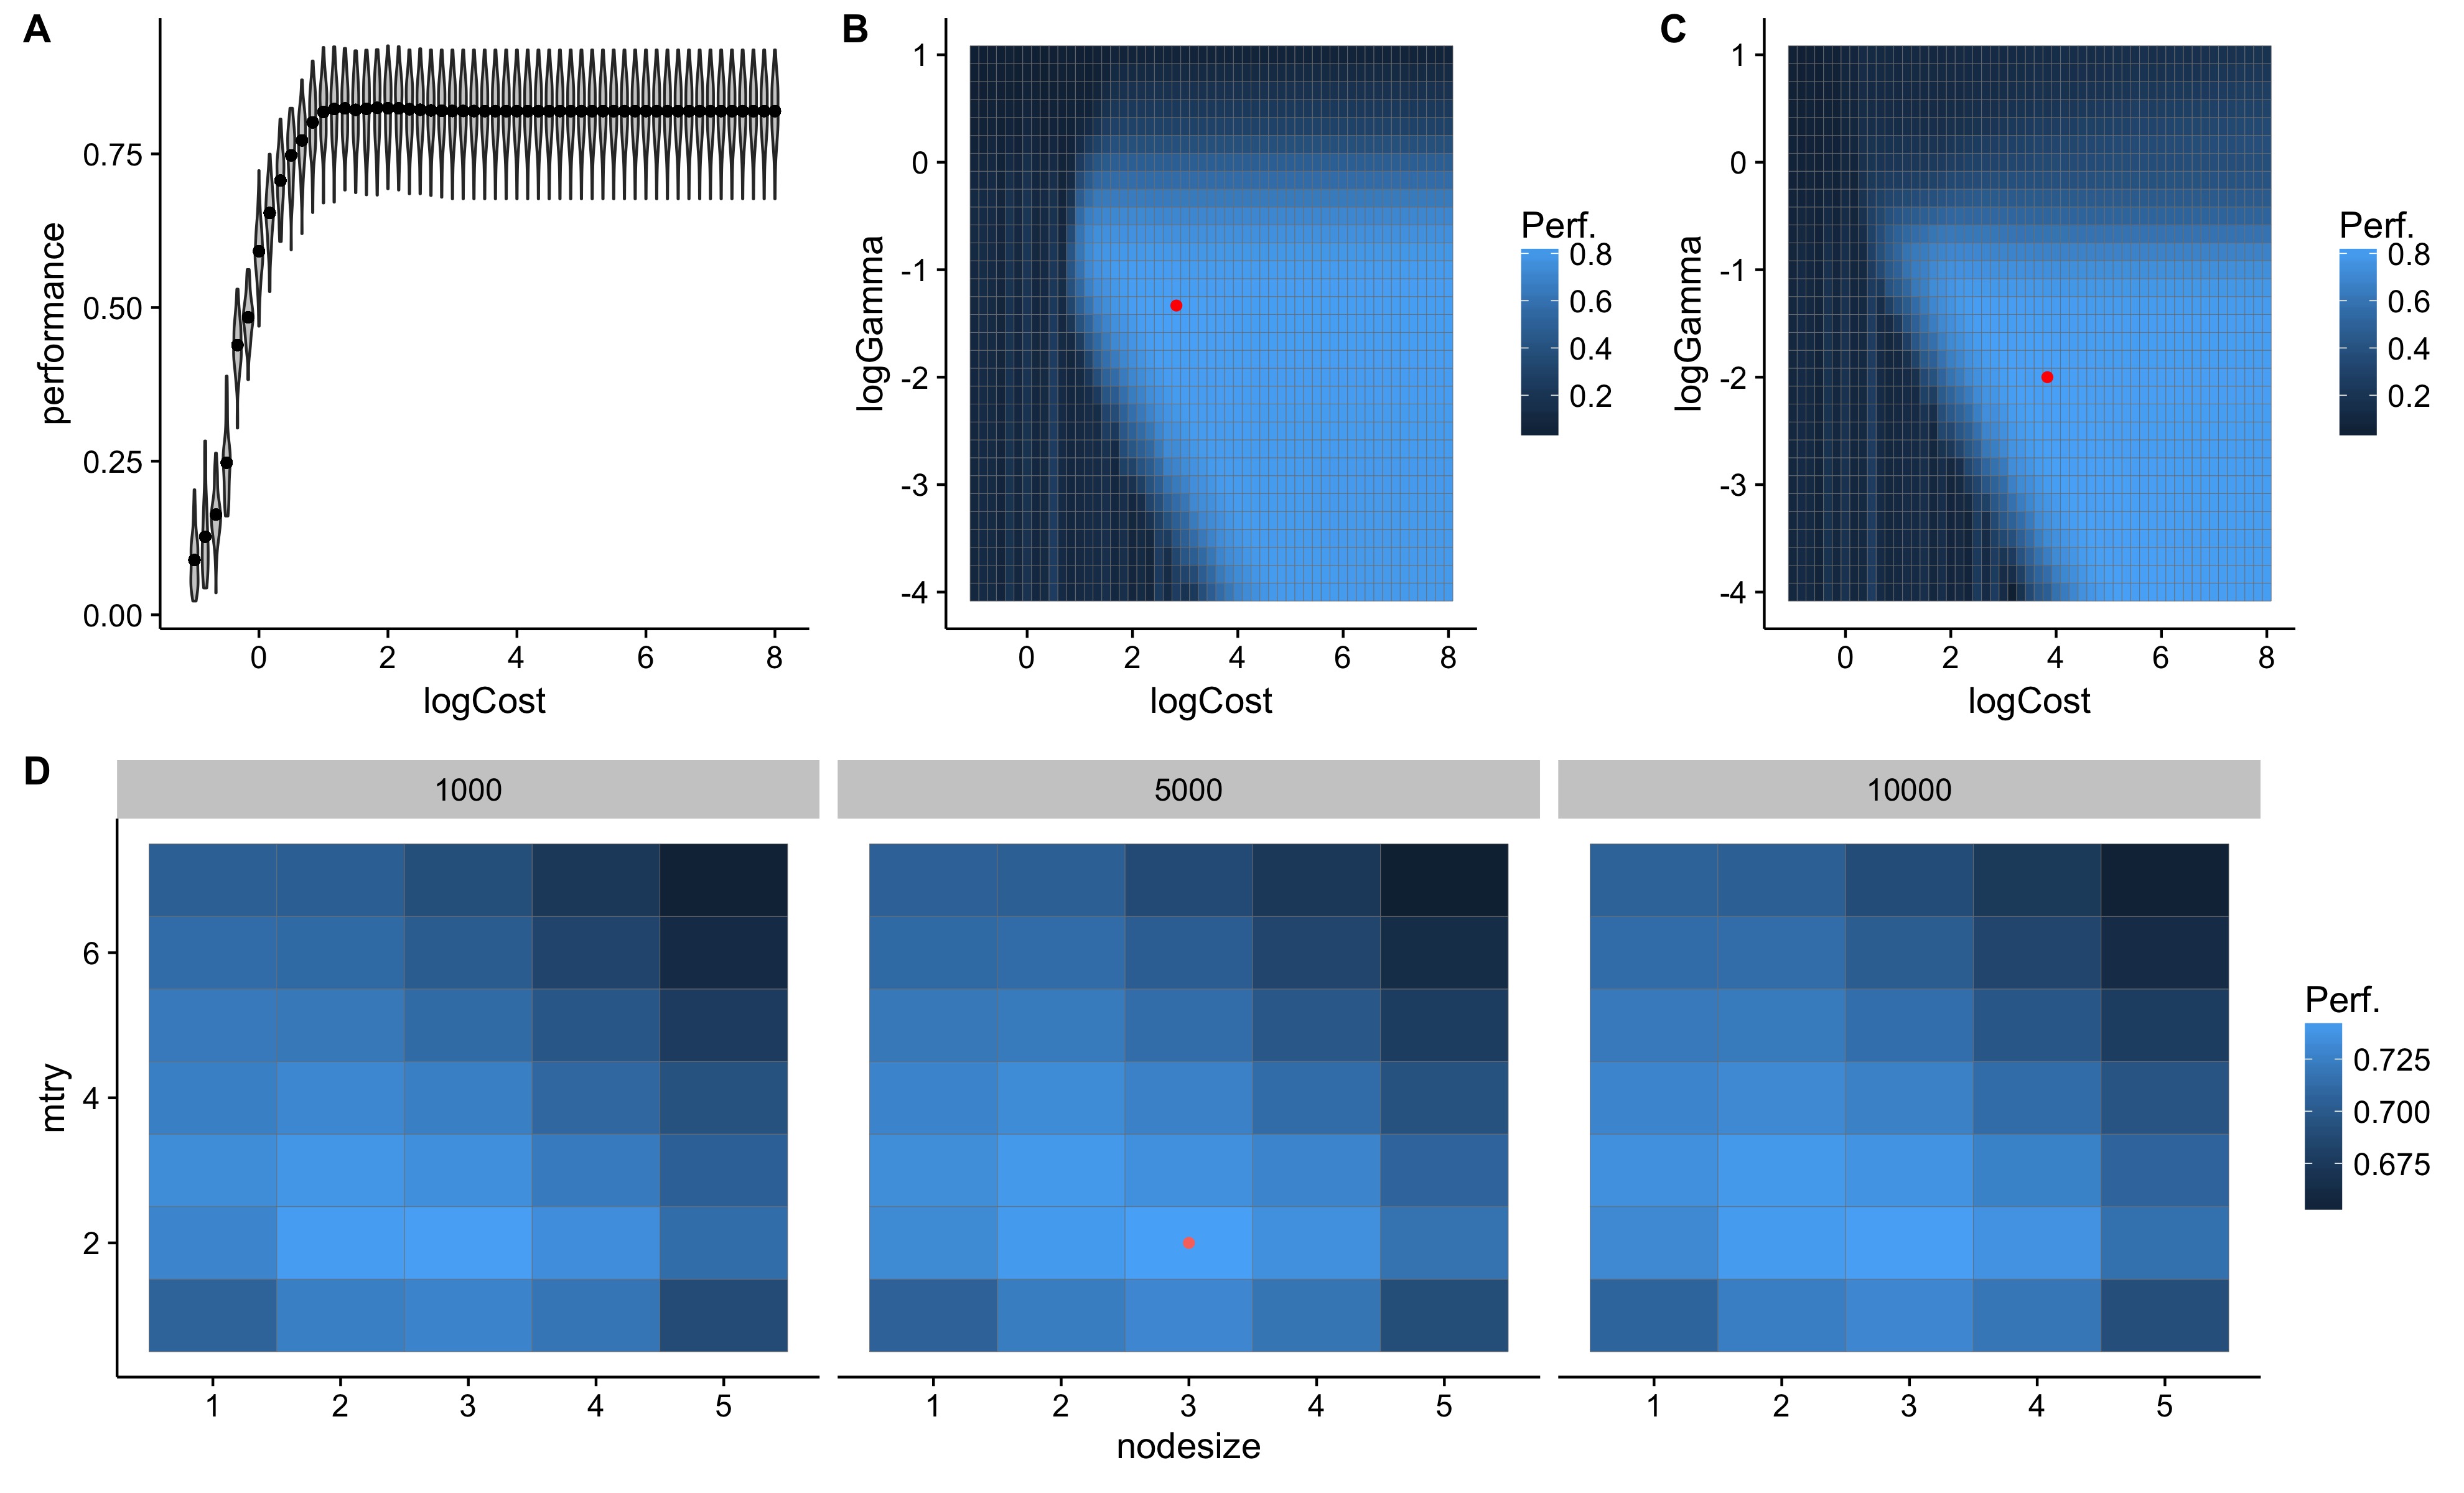 A
performance
0.75
0.50
0.25
0.00
0 2 4 6 8
logCost
B
logGamma
1
0
-1
-2
-3
-4
0 2 4 6 8
logCost
Perf.
0.8
0.6
0.4
0.2
C
logGamma
1
0
-1
-2
-3
-4
0 2 4 6 8
logCost
Perf.
0.8
0.6
0.4
0.2
D
1000 5000 10000
mtry
6
4
2
1 2 3 4 5 1 2 3 4 5 1 2 3 4 5
nodesize
Perf.
0.725
0.700
0.675